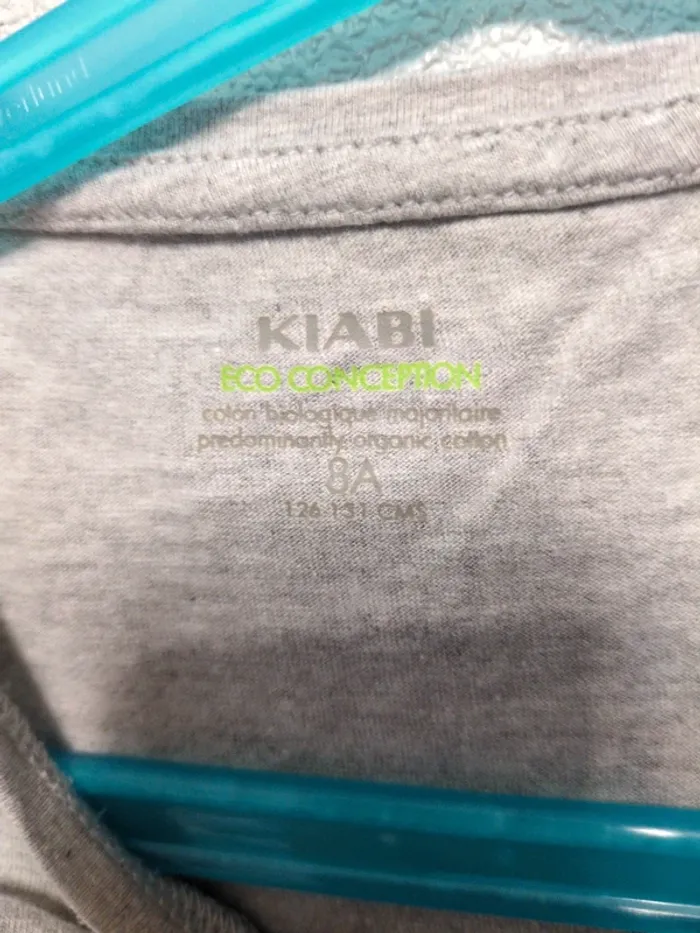 KIABI
ECO CONCEPTION
coton biologique majoritaire
predominantly organic cotton
8A
126-131 CMS